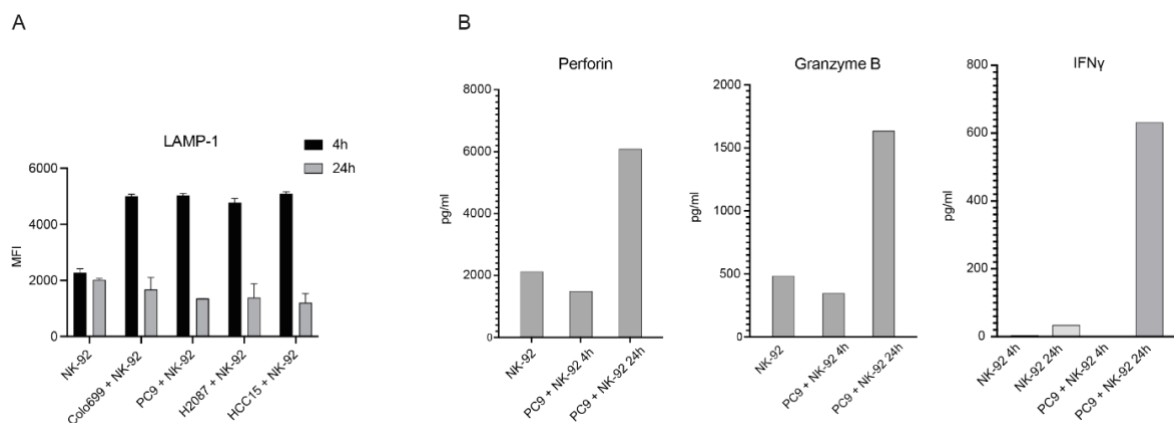 A
LAMP-1
4h
24h
MFI
6000
4000
2000
0
NK-92
Colo699 + NK-92
PC9 + NK-92
H2087 + NK-92
HCC15 + NK-92
B
Perforin
pg/ml
8000
6000
4000
2000
0
NK-92
PC9 + NK-92 4h
PC9 + NK-92 24h
Granzyme B
pg/ml
2000
1500
1000
500
0
NK-92
PC9 + NK-92 4h
PC9 + NK-92 24h
IFNγ
pg/ml
800
600
400
200
0
NK-92 4h
NK-92 24h
PC9 + NK-92 4h
PC9 + NK-92 24h